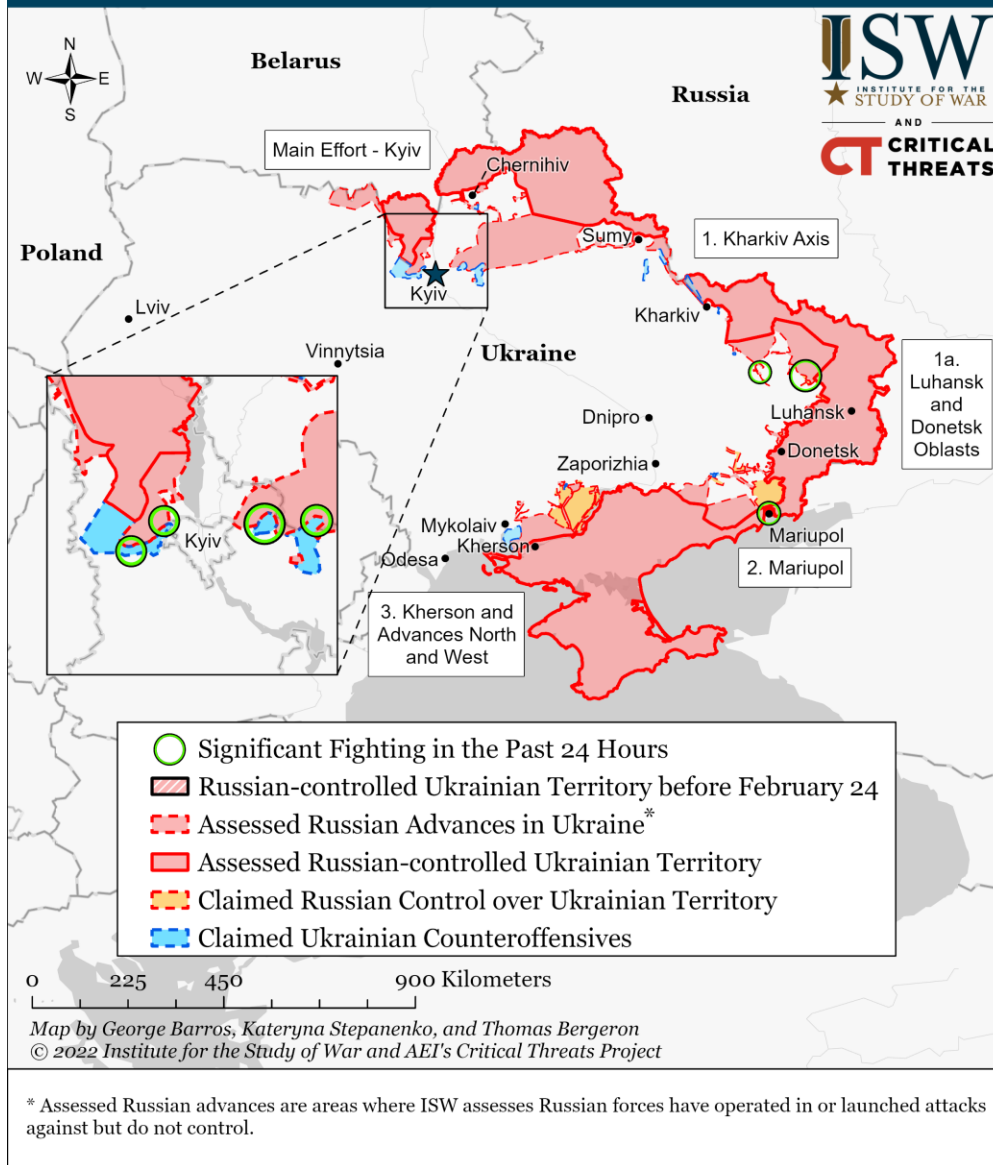 N
W E
S
Belarus
Russia
ISW
INSTITUTE FOR THE
STUDY OF WAR
AND
CT CRITICAL
THREATS
Main Effort - Kyiv
Chernihiv
Poland
Sumy
1. Kharkiv Axis
Kyiv
Lviv
Kharkiv
Ukraine
Vinnytsia
1a.
Luhansk
and
Donetsk
Oblasts
Luhansk
Dnipro
Donetsk
Zaporizhia
Kyiv
Mykolaiv
Mariupol
Kherson
Odesa
2. Mariupol
3. Kherson and
Advances North
and West
Significant Fighting in the Past 24 Hours
Russian-controlled Ukrainian Territory before February 24
Assessed Russian Advances in Ukraine*
Assessed Russian-controlled Ukrainian Territory
Claimed Russian Control over Ukrainian Territory
Claimed Ukrainian Counteroffensives
0 225 450 900 Kilometers
Map by George Barros, Kateryna Stepanenko, and Thomas Bergeron
© 2022 Institute for the Study of War and AEI's Critical Threats Project
* Assessed Russian advances are areas where ISW assesses Russian forces have operated in or launched attacks
against but do not control.